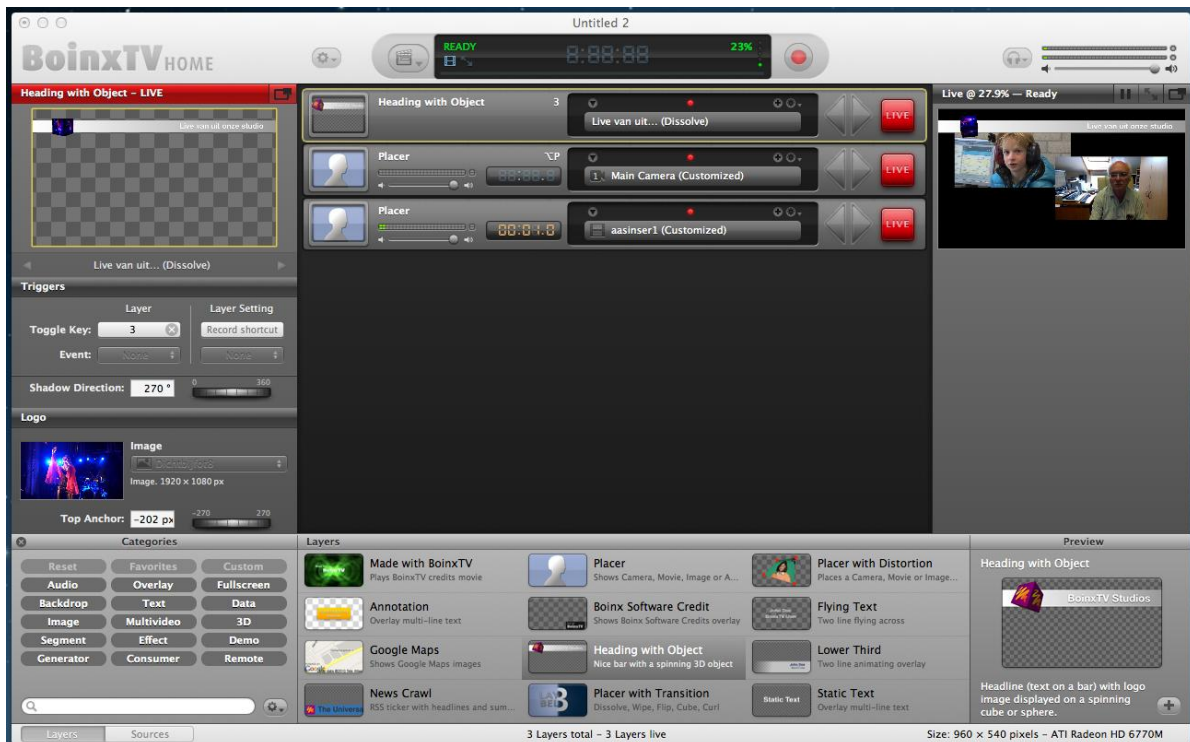 Untitled 2
BoinxTV HOME
READY
23%
8:88:88
Heading with Object – LIVE
Live van uit onze studio
Live van uit... (Dissolve)
Triggers
Layer
Layer Setting
Toggle Key:
3
Record shortcut
Event:
None
None
Shadow Direction:
270 °
0
360
Logo
Image
Image. 1920 × 1080 px
Top Anchor:
-202 px
-270
270
Heading with Object
3
Live van uit... (Dissolve)
LIVE
Placer
⌥P
1
Main Camera (Customized)
LIVE
Placer
00:01.0
aasinser1 (Customized)
LIVE
Live @ 27.9% — Ready
Live van uit onze studio
Categories
Reset
Favorites
Custom
Audio
Overlay
Fullscreen
Backdrop
Text
Data
Image
Multivideo
3D
Segment
Effect
Demo
Generator
Consumer
Remote
Layers
Sources
Layers
Made with BoinxTV
Plays BoinxTV credits movie
Placer
Shows Camera, Movie, Image or A...
Placer with Distortion
Places a Camera, Movie or Image...
Annotation
Overlay multi-line text
Boinx Software Credit
Shows Boinx Software Credits overlay
Flying Text
Two line flying across
Google Maps
Shows Google Maps images
Heading with Object
Nice bar with a spinning 3D object
Lower Third
Two line animating overlay
News Crawl
RSS ticker with headlines and sum...
The Universe
Placer with Transition
Dissolve, Wipe, Flip, Cube, Curl
Static Text
Static Text
Overlay multi-line text
Preview
Heading with Object
BoinxTV Studios
Headline (text on a bar) with logo
image displayed on a spinning
cube or sphere.
3 Layers total – 3 Layers live
Size: 960 × 540 pixels – ATI Radeon HD 6770M